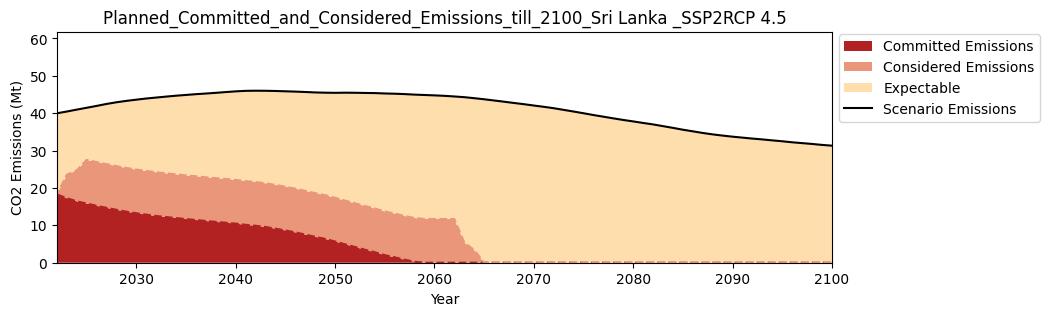 Planned_Committed_and_Considered_Emissions_till_2100_Sri Lanka _SSP2RCP 4.5
60
50
40
30
20
10
0
CO2 Emissions (Mt)
2030 2040 2050 2060 2070 2080 2090 2100
Year
Committed Emissions
Considered Emissions
Expectable
Scenario Emissions